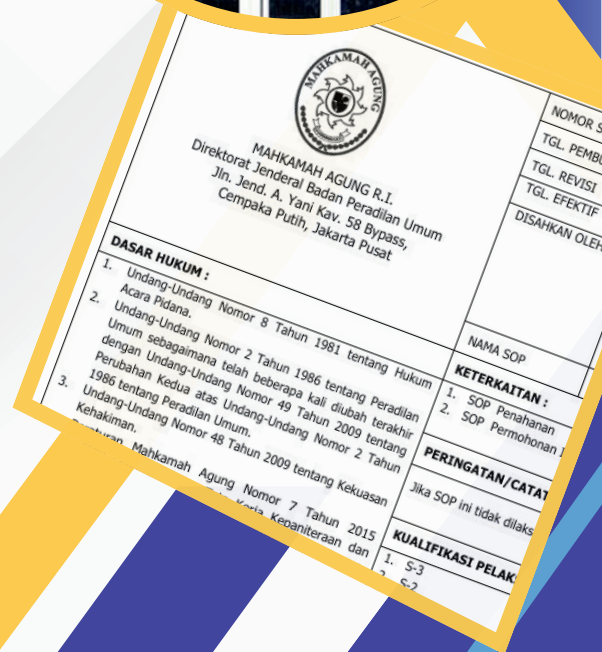 MAHKAMAH AGUNG
MAHKAMAH AGUNG R.I.
Direktorat Jenderal Badan Peradilan Umum
Jln. Jend. A. Yani Kav. 58 Bypass,
Cempaka Putih, Jakarta Pusat
NOMOR S
TGL. PEMBU
TGL. REVISI
TGL. EFEKTIF
DISAHKAN OLEH
NAMA SOP
DASAR HUKUM :
1. Undang-Undang Nomor 8 Tahun 1981 tentang Hukum
Acara Pidana.
2. Undang-Undang Nomor 2 Tahun 1986 tentang Peradilan
Umum sebagaimana telah beberapa kali diubah terakhir
dengan Undang-Undang Nomor 49 Tahun 2009 tentang
Perubahan Kedua atas Undang-Undang Nomor 2 Tahun
1986 tentang Peradilan Umum.
3. Undang-Undang Nomor 48 Tahun 2009 tentang Kekuasan
Kehakiman.
Mahkamah Agung Nomor 7 Tahun 2015
Kerja Kepaniteraan dan
KETERKAITAN :
1. SOP Penahanan
2. SOP Permohonan
PERINGATAN/CATAT
Jika SOP ini tidak dilaks
KUALIFIKASI PELAK
1. S-3
2. S-2